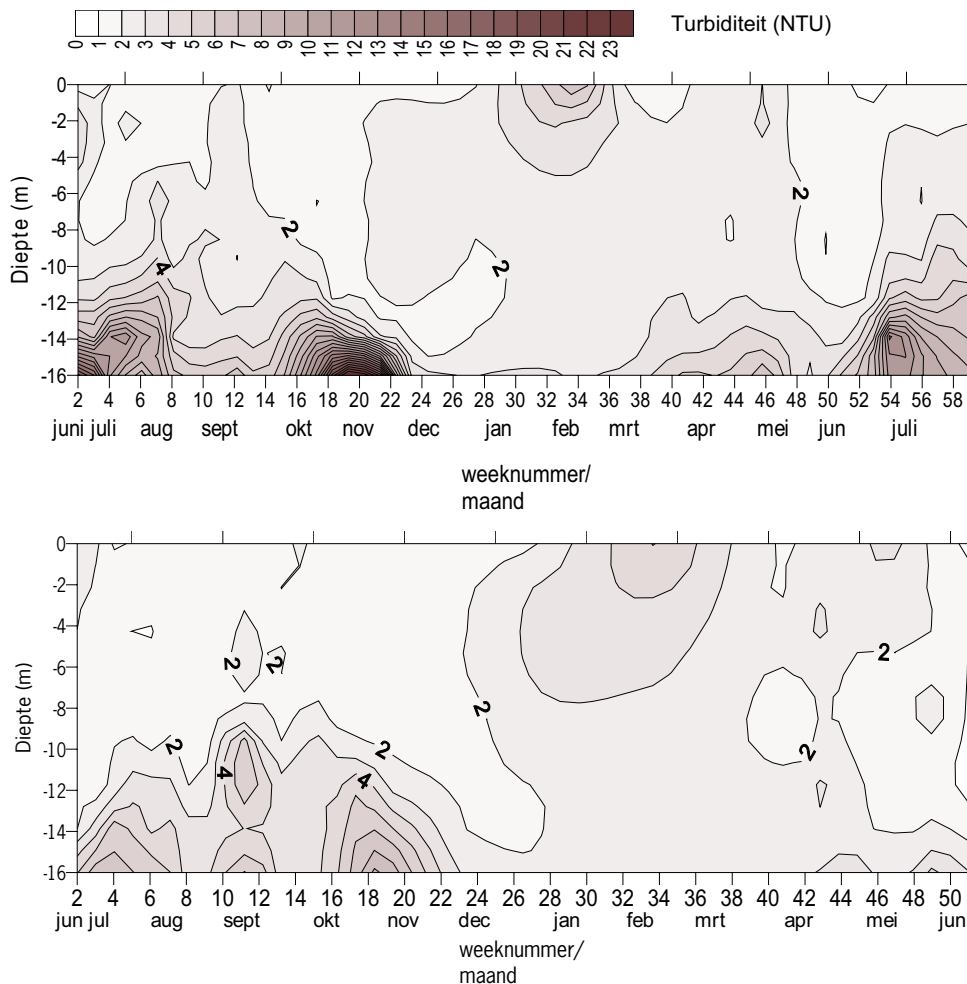 Turbiditeit (NTU)
0 1 2 3 4 5 6 7 8 9 10 11 12 13 14 15 16 17 18 19 20 21 22 23
Diepte (m)
0
-2
-4
-6
-8
-10
-12
-14
-16
2
2
2
4
2 4 6 8 10 12 14 16 18 20 22 24 26 28 30 32 34 36 38 40 42 44 46 48 50 52 54 56 58
juni juli aug sept okt nov dec jan feb mrt apr mei jun juli
weeknummer/
maand
Diepte (m)
0
-2
-4
-6
-8
-10
-12
-14
-16
2 2 2
2
2 2 2
4 4
2 4 6 8 10 12 14 16 18 20 22 24 26 28 30 32 34 36 38 40 42 44 46 48 50
jun jul aug sept okt nov dec jan feb mrt apr mei jun
weeknummer/
maand